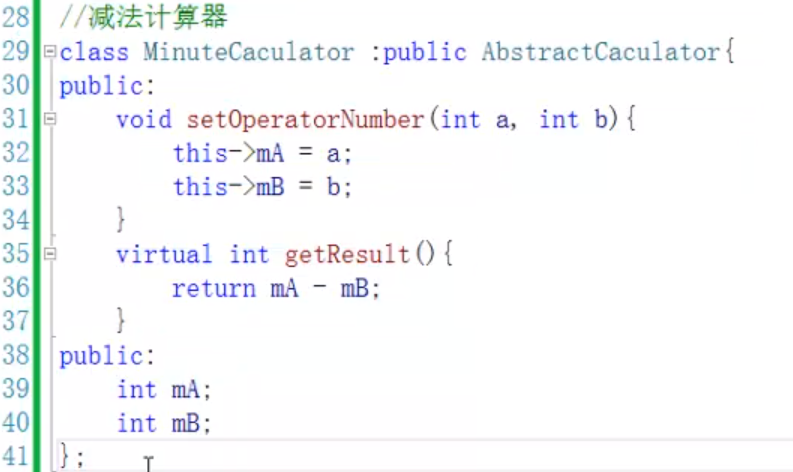 28 //减法计算器
29 class MinuteCaculator :public AbstractCaculator{
30 public:
31     void setOperatorNumber(int a, int b){
32         this->mA = a;
33         this->mB = b;
34     }
35     virtual int getResult(){
36         return mA - mB;
37     }
38 public:
39     int mA;
40     int mB;
41 };